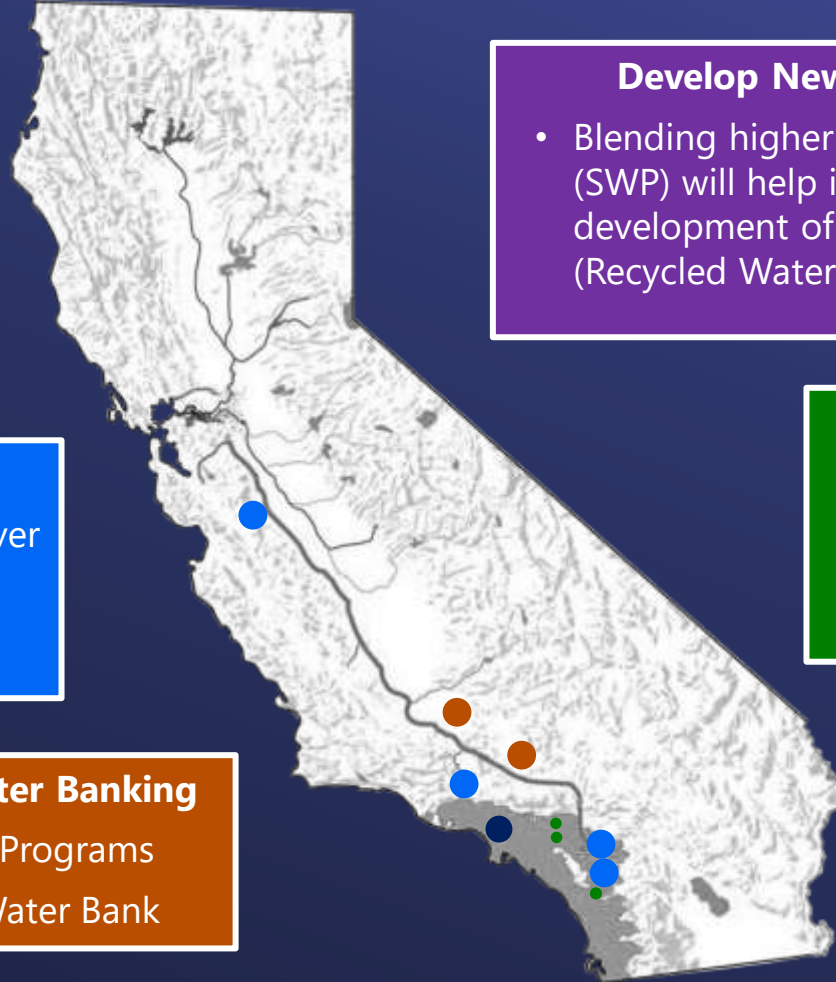 Develop New
• Blending higher
(SWP) will help i
development of
(Recycled Water
ver
ter Banking
Programs
Water Bank